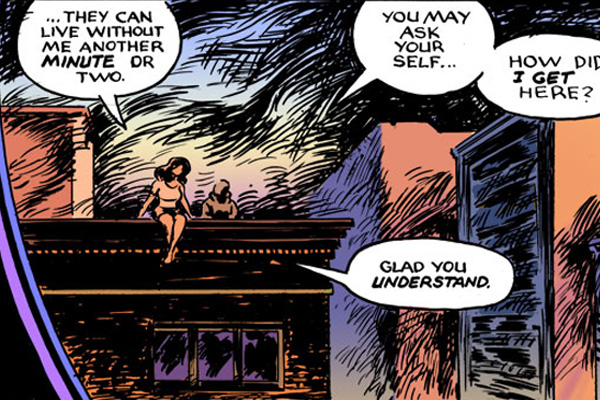 ...THEY CAN
LIVE WITHOUT
ME ANOTHER
MINUTE OR
TWO.
YOU MAY
ASK
YOUR
SELF...
HOW DID
I GET
HERE?
GLAD YOU
UNDERSTAND.